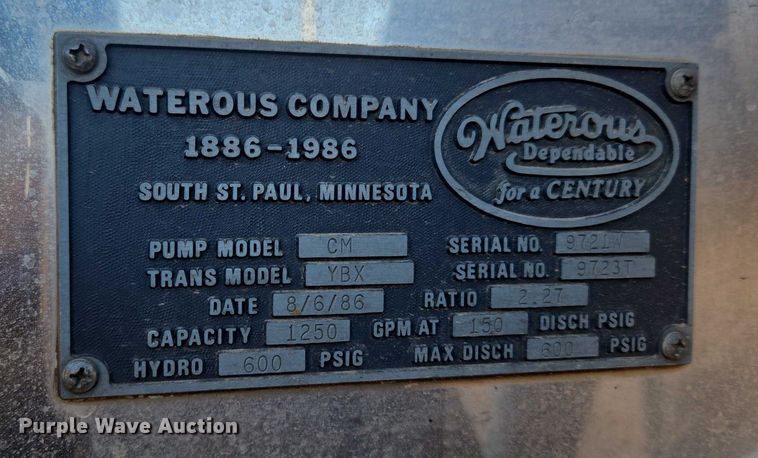 WATEROUS COMPANY
1886-1986
SOUTH ST. PAUL, MINNESOTA
Waterous
Dependable
for a CENTURY
PUMP MODEL CM SERIAL NO. 9721W
TRANS MODEL YBX SERIAL NO. 9723T
DATE 8/6/86 RATIO 2.27
CAPACITY 1250 GPM AT 150 DISCH PSIG
HYDRO 600 PSIG MAX DISCH 600 PSIG
Purple Wave Auction